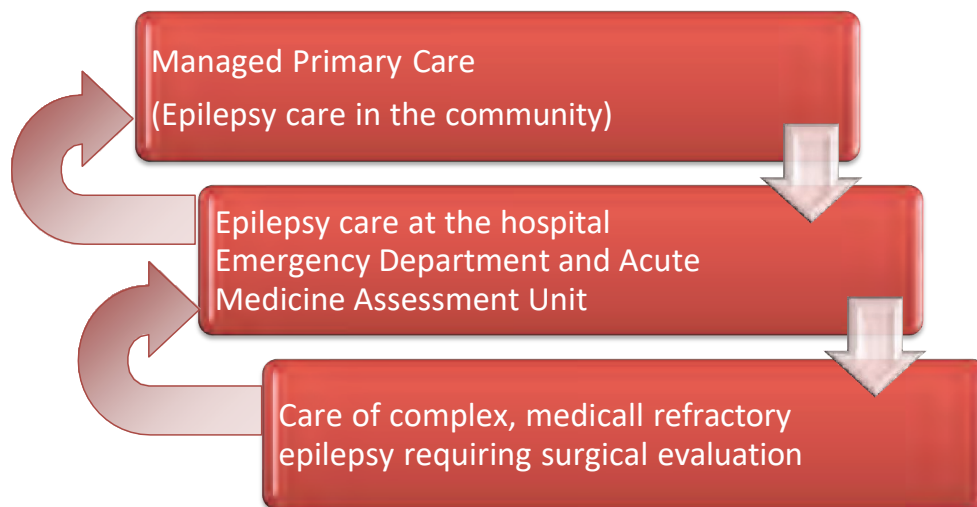 Managed Primary Care
(Epilepsy care in the community)
Epilepsy care at the hospital
Emergency Department and Acute
Medicine Assessment Unit
Care of complex, medicall refractory
epilepsy requiring surgical evaluation